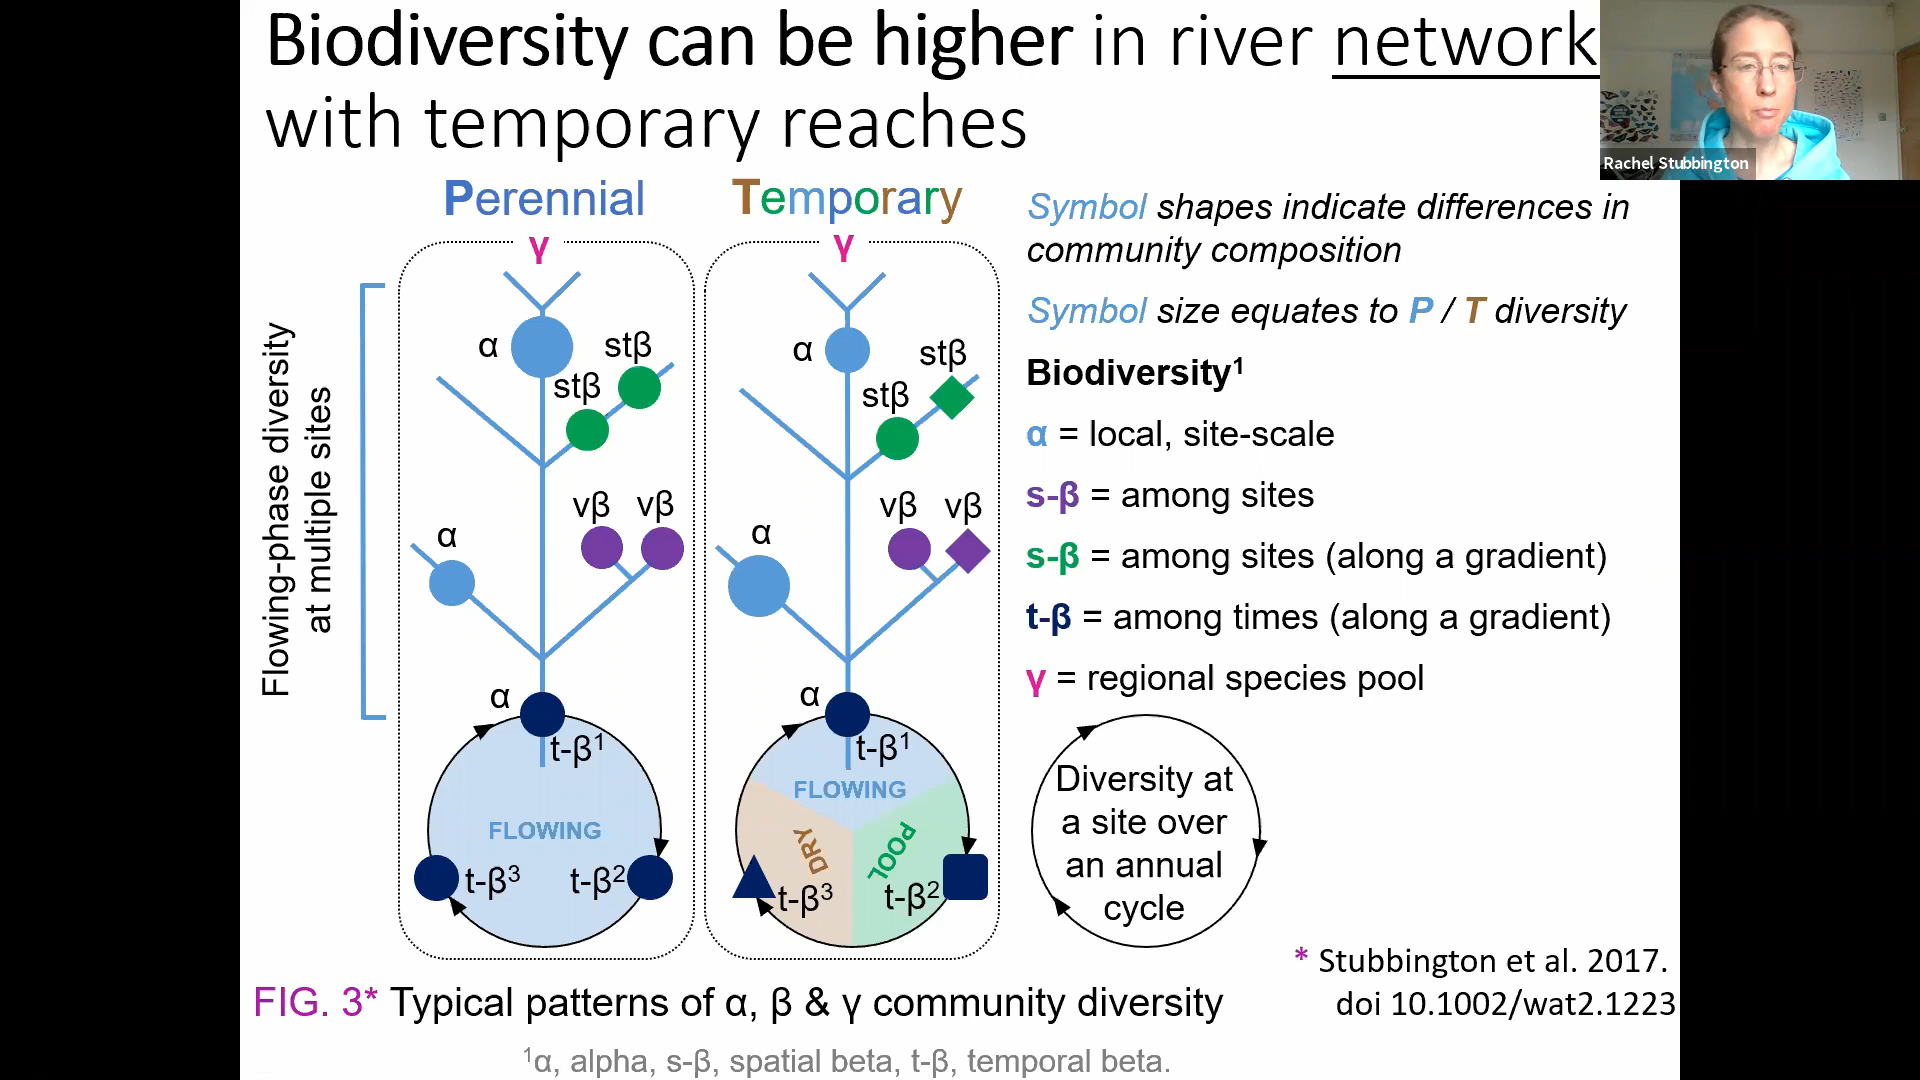 Biodiversity can be higher in river network
with temporary reaches
Rachel Stubbington
Perennial
Temporary
γ
γ
Flowing-phase diversity
at multiple sites
α
stβ
stβ
α
vβ
vβ
α
t-β¹
FLOWING
t-β³
t-β²
α
stβ
stβ
α
vβ
vβ
α
t-β¹
FLOWING
DRY
POOL
t-β³
t-β²
Symbol shapes indicate differences in
community composition
Symbol size equates to P / T diversity
Biodiversity¹
α = local, site-scale
s-β = among sites
s-β = among sites (along a gradient)
t-β = among times (along a gradient)
γ = regional species pool
Diversity at
a site over
an annual
cycle
* Stubbington et al. 2017.
doi 10.1002/wat2.1223
FIG. 3* Typical patterns of α, β & γ community diversity
¹α, alpha, s-β, spatial beta, t-β, temporal beta.